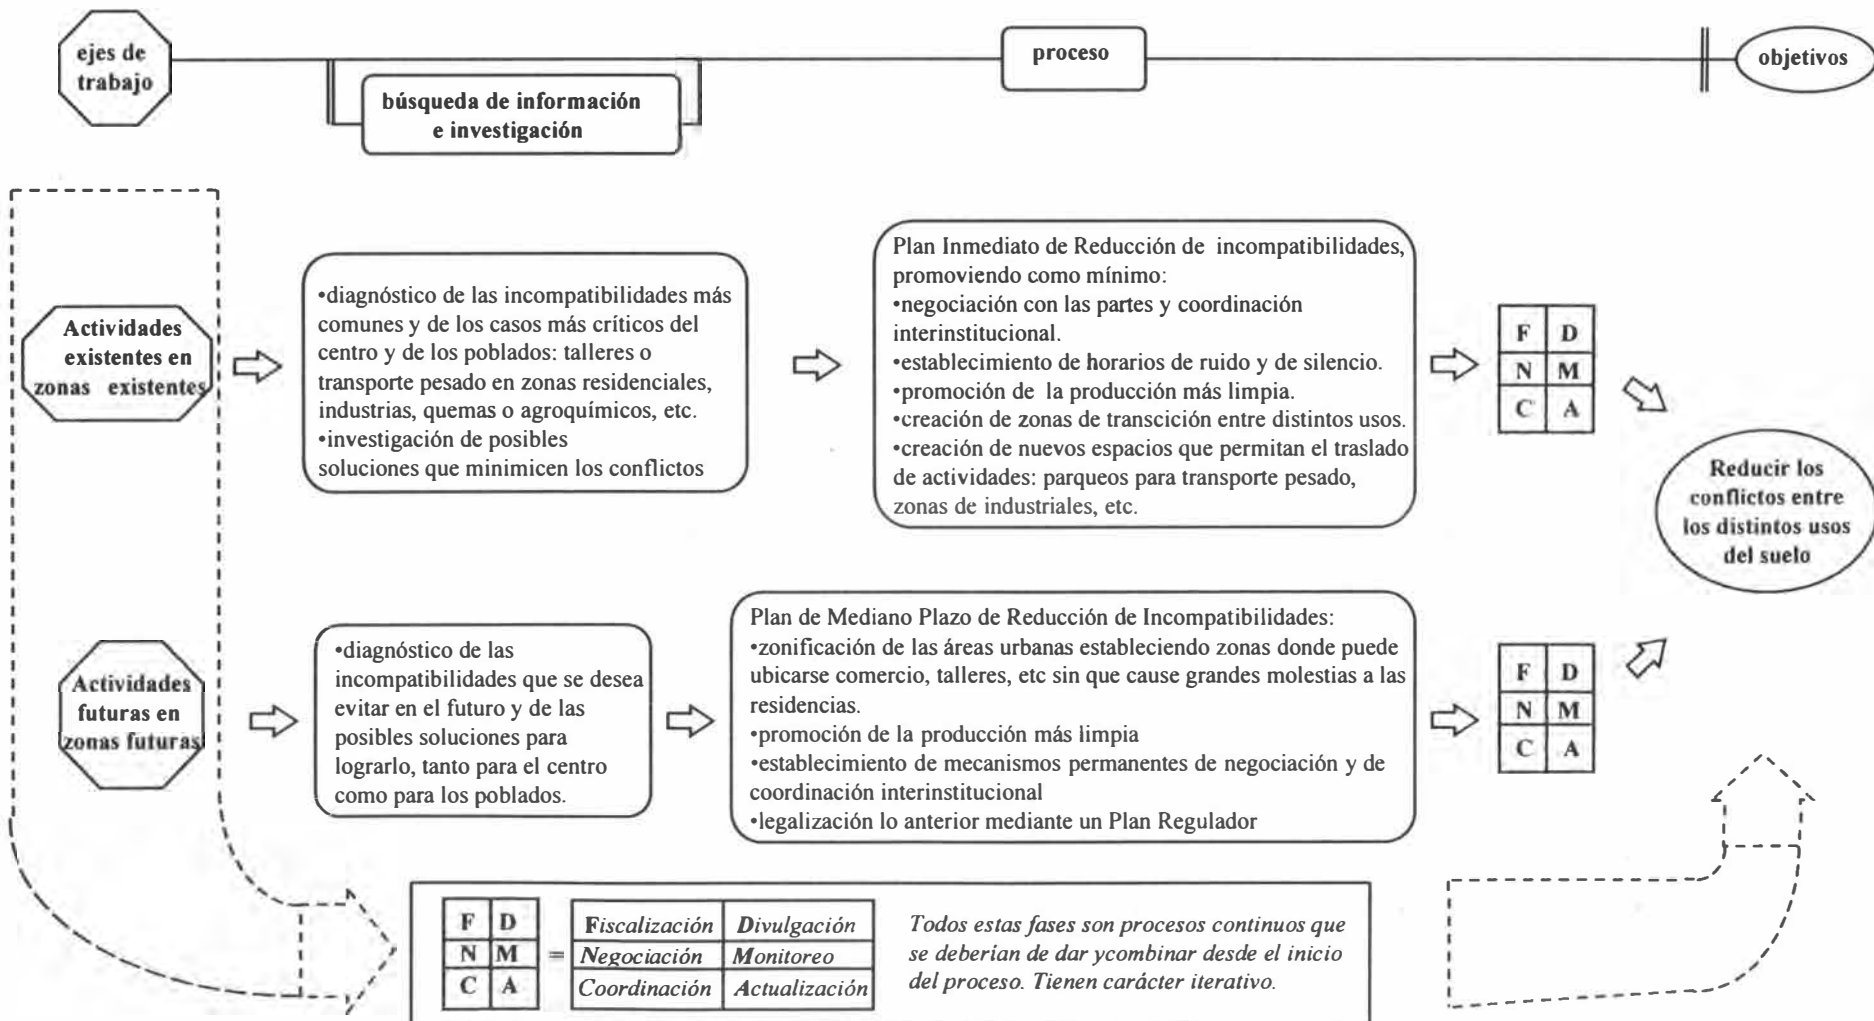 ejes de
trabajo
búsqueda de información
e investigación
proceso
objetivos
Actividades
existentes en
zonas existentes
•diagnóstico de las incompatibilidades más
comunes y de los casos más críticos del
centro y de los poblados: talleres o
transporte pesado en zonas residenciales,
industrias, quemas o agroquímicos, etc.
•investigación de posibles
soluciones que minimicen los conflictos
Plan Inmediato de Reducción de incompatibilidades,
promoviendo como mínimo:
•negociación con las partes y coordinación
interinstitucional.
•establecimiento de horarios de ruido y de silencio.
•promoción de la producción más limpia.
•creación de zonas de transcición entre distintos usos.
•creación de nuevos espacios que permitan el traslado
de actividades: parqueos para transporte pesado,
zonas de industriales, etc.
F D
N M
C A
Reducir los
conflictos entre
los distintos usos
del suelo
Actividades
futuras en
zonas futuras
•diagnóstico de las
incompatibilidades que se desea
evitar en el futuro y de las
posibles soluciones para
lograrlo, tanto para el centro
como para los poblados.
Plan de Mediano Plazo de Reducción de Incompatibilidades:
•zonificación de las áreas urbanas estableciendo zonas donde puede
ubicarse comercio, talleres, etc sin que cause grandes molestias a las
residencias.
•promoción de la producción más limpia
•establecimiento de mecanismos permanentes de negociación y de
coordinación interinstitucional
•legalización lo anterior mediante un Plan Regulador
F D
N M
C A
F D
N M
C A
=
Fiscalización Divulgación
Negociación Monitoreo
Coordinación Actualización
Todos estas fases son procesos continuos que
se deberían de dar ycombinar desde el inicio
del proceso. Tienen carácter iterativo.